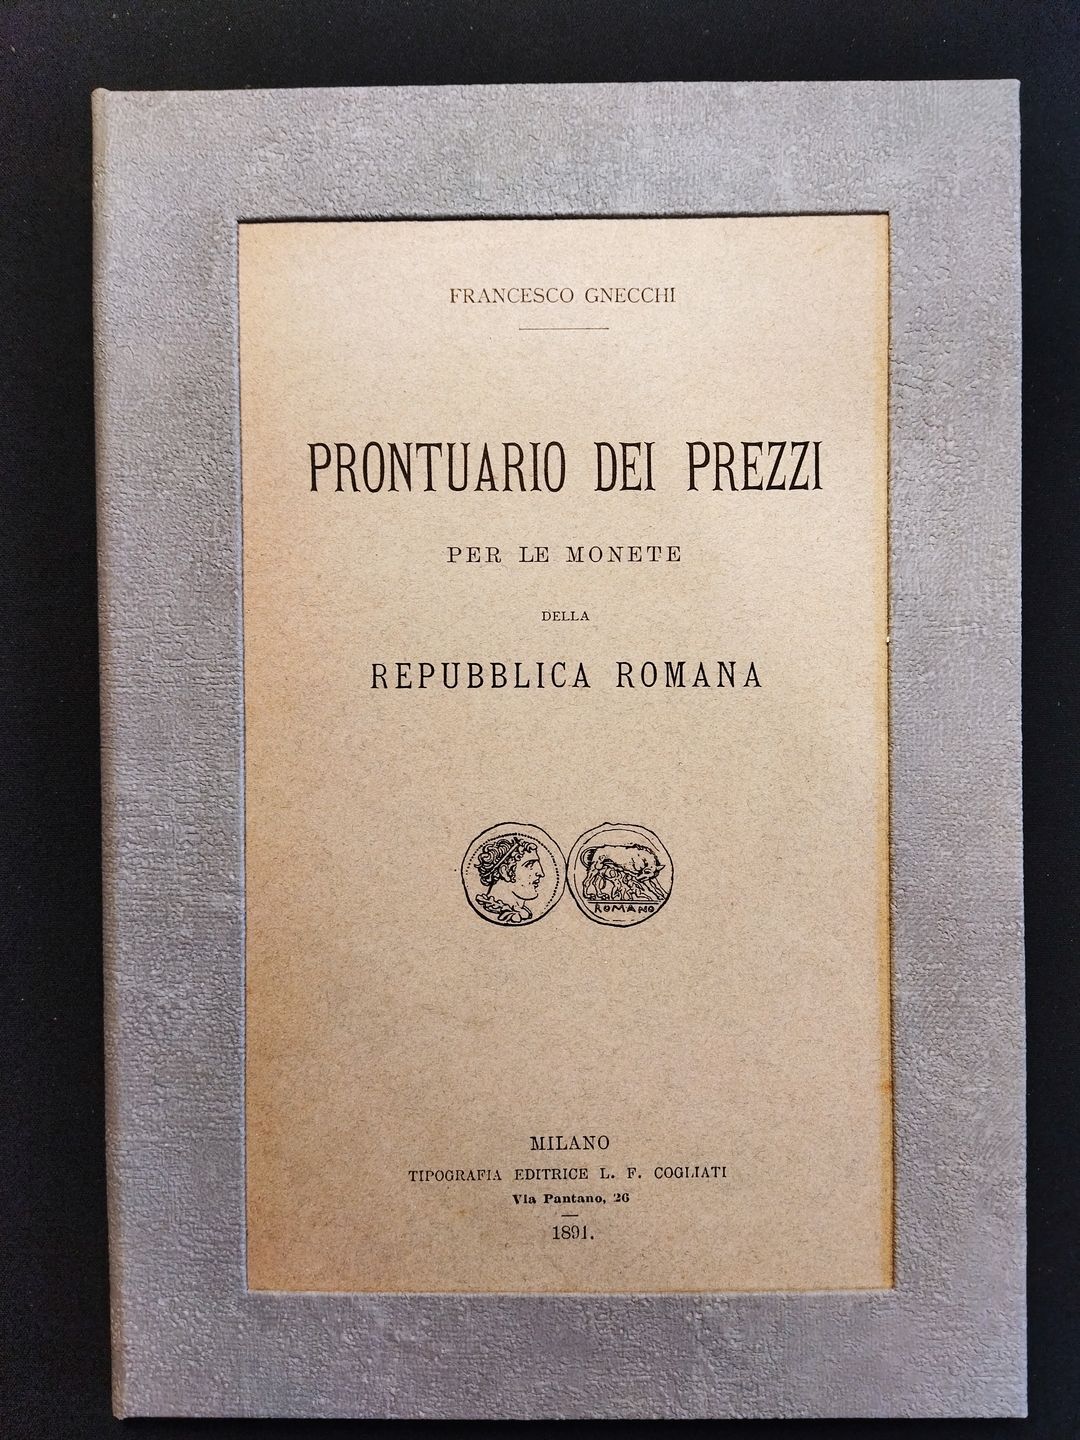 FRANCESCO GNECCHI
PRONTUARIO DEI PREZZI
PER LE MONETE
DELLA
REPUBBLICA ROMANA
ROMANO
MILANO
TIPOGRAFIA EDITRICE L. F. COGLIATI
Via Pantano, 26
1891.